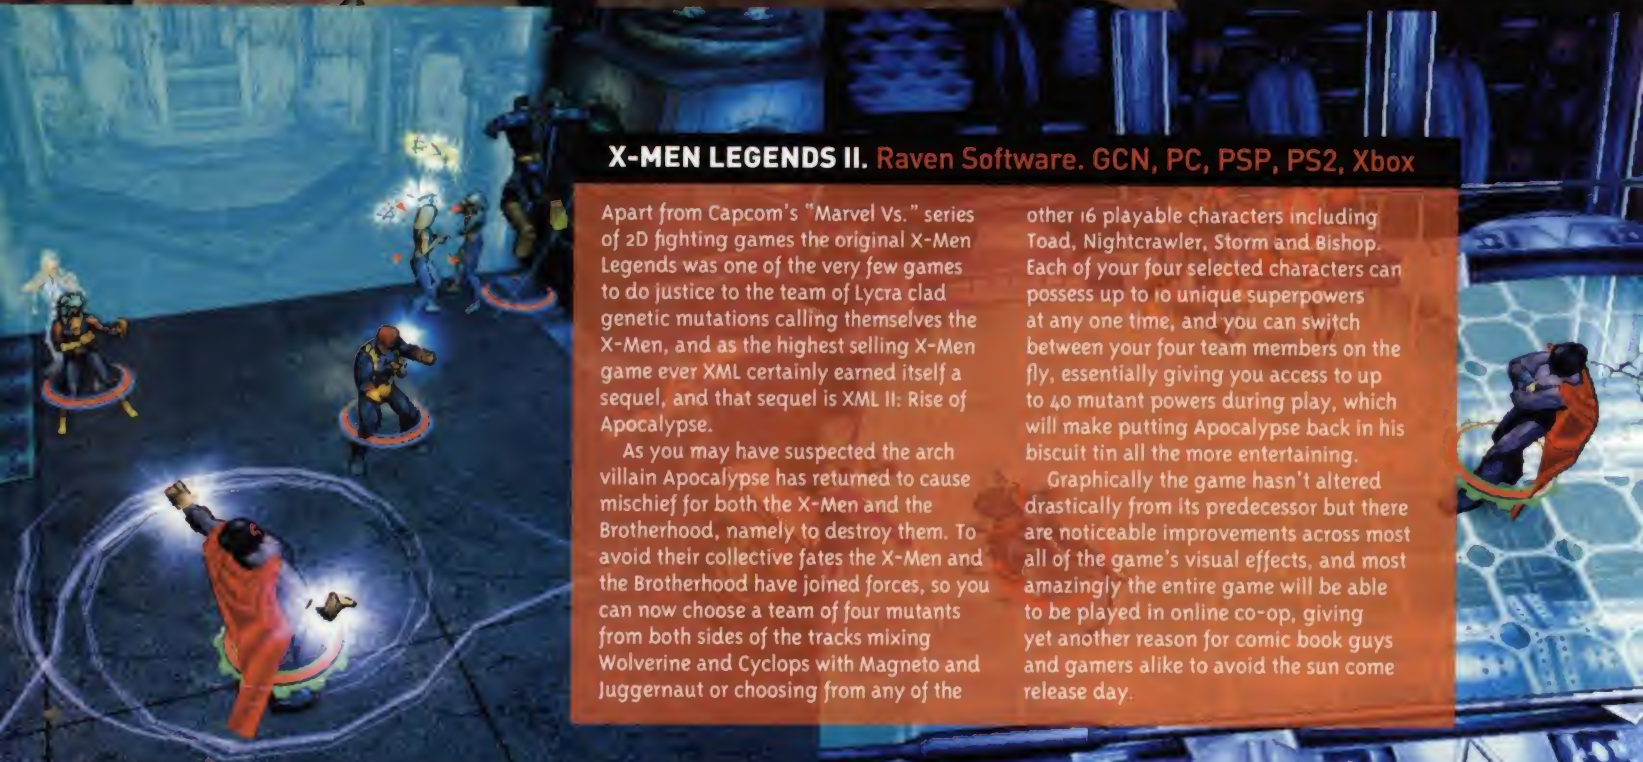 X-MEN LEGENDS II. Raven Software. GCN, PC, PSP, PS2, Xbox
Apart from Capcom's "Marvel Vs." series
of 2D fighting games the original X-Men
Legends was one of the very few games
to do justice to the team of Lycra clad
genetic mutations calling themselves the
X-Men, and as the highest selling X-Men
game ever XML certainly earned itself a
sequel, and that sequel is XML II: Rise of
Apocalypse.
As you may have suspected the arch
villain Apocalypse has returned to cause
mischief for both the X-Men and the
Brotherhood, namely to destroy them. To
avoid their collective fates the X-Men and
the Brotherhood have joined forces, so you
can now choose a team of four mutants
from both sides of the tracks mixing
Wolverine and Cyclops with Magneto and
Juggernaut or choosing from any of the
other 16 playable characters including
Toad, Nightcrawler, Storm and Bishop.
Each of your four selected characters can
possess up to 10 unique superpowers
at any one time, and you can switch
between your four team members on the
fly, essentially giving you access to up
to 40 mutant powers during play, which
will make putting Apocalypse back in his
biscuit tin all the more entertaining.
Graphically the game hasn't altered
drastically from its predecessor but there
are noticeable improvements across most
all of the game's visual effects, and most
amazingly the entire game will be able
to be played in online co-op, giving
yet another reason for comic book guys
and gamers alike to avoid the sun come
release day.